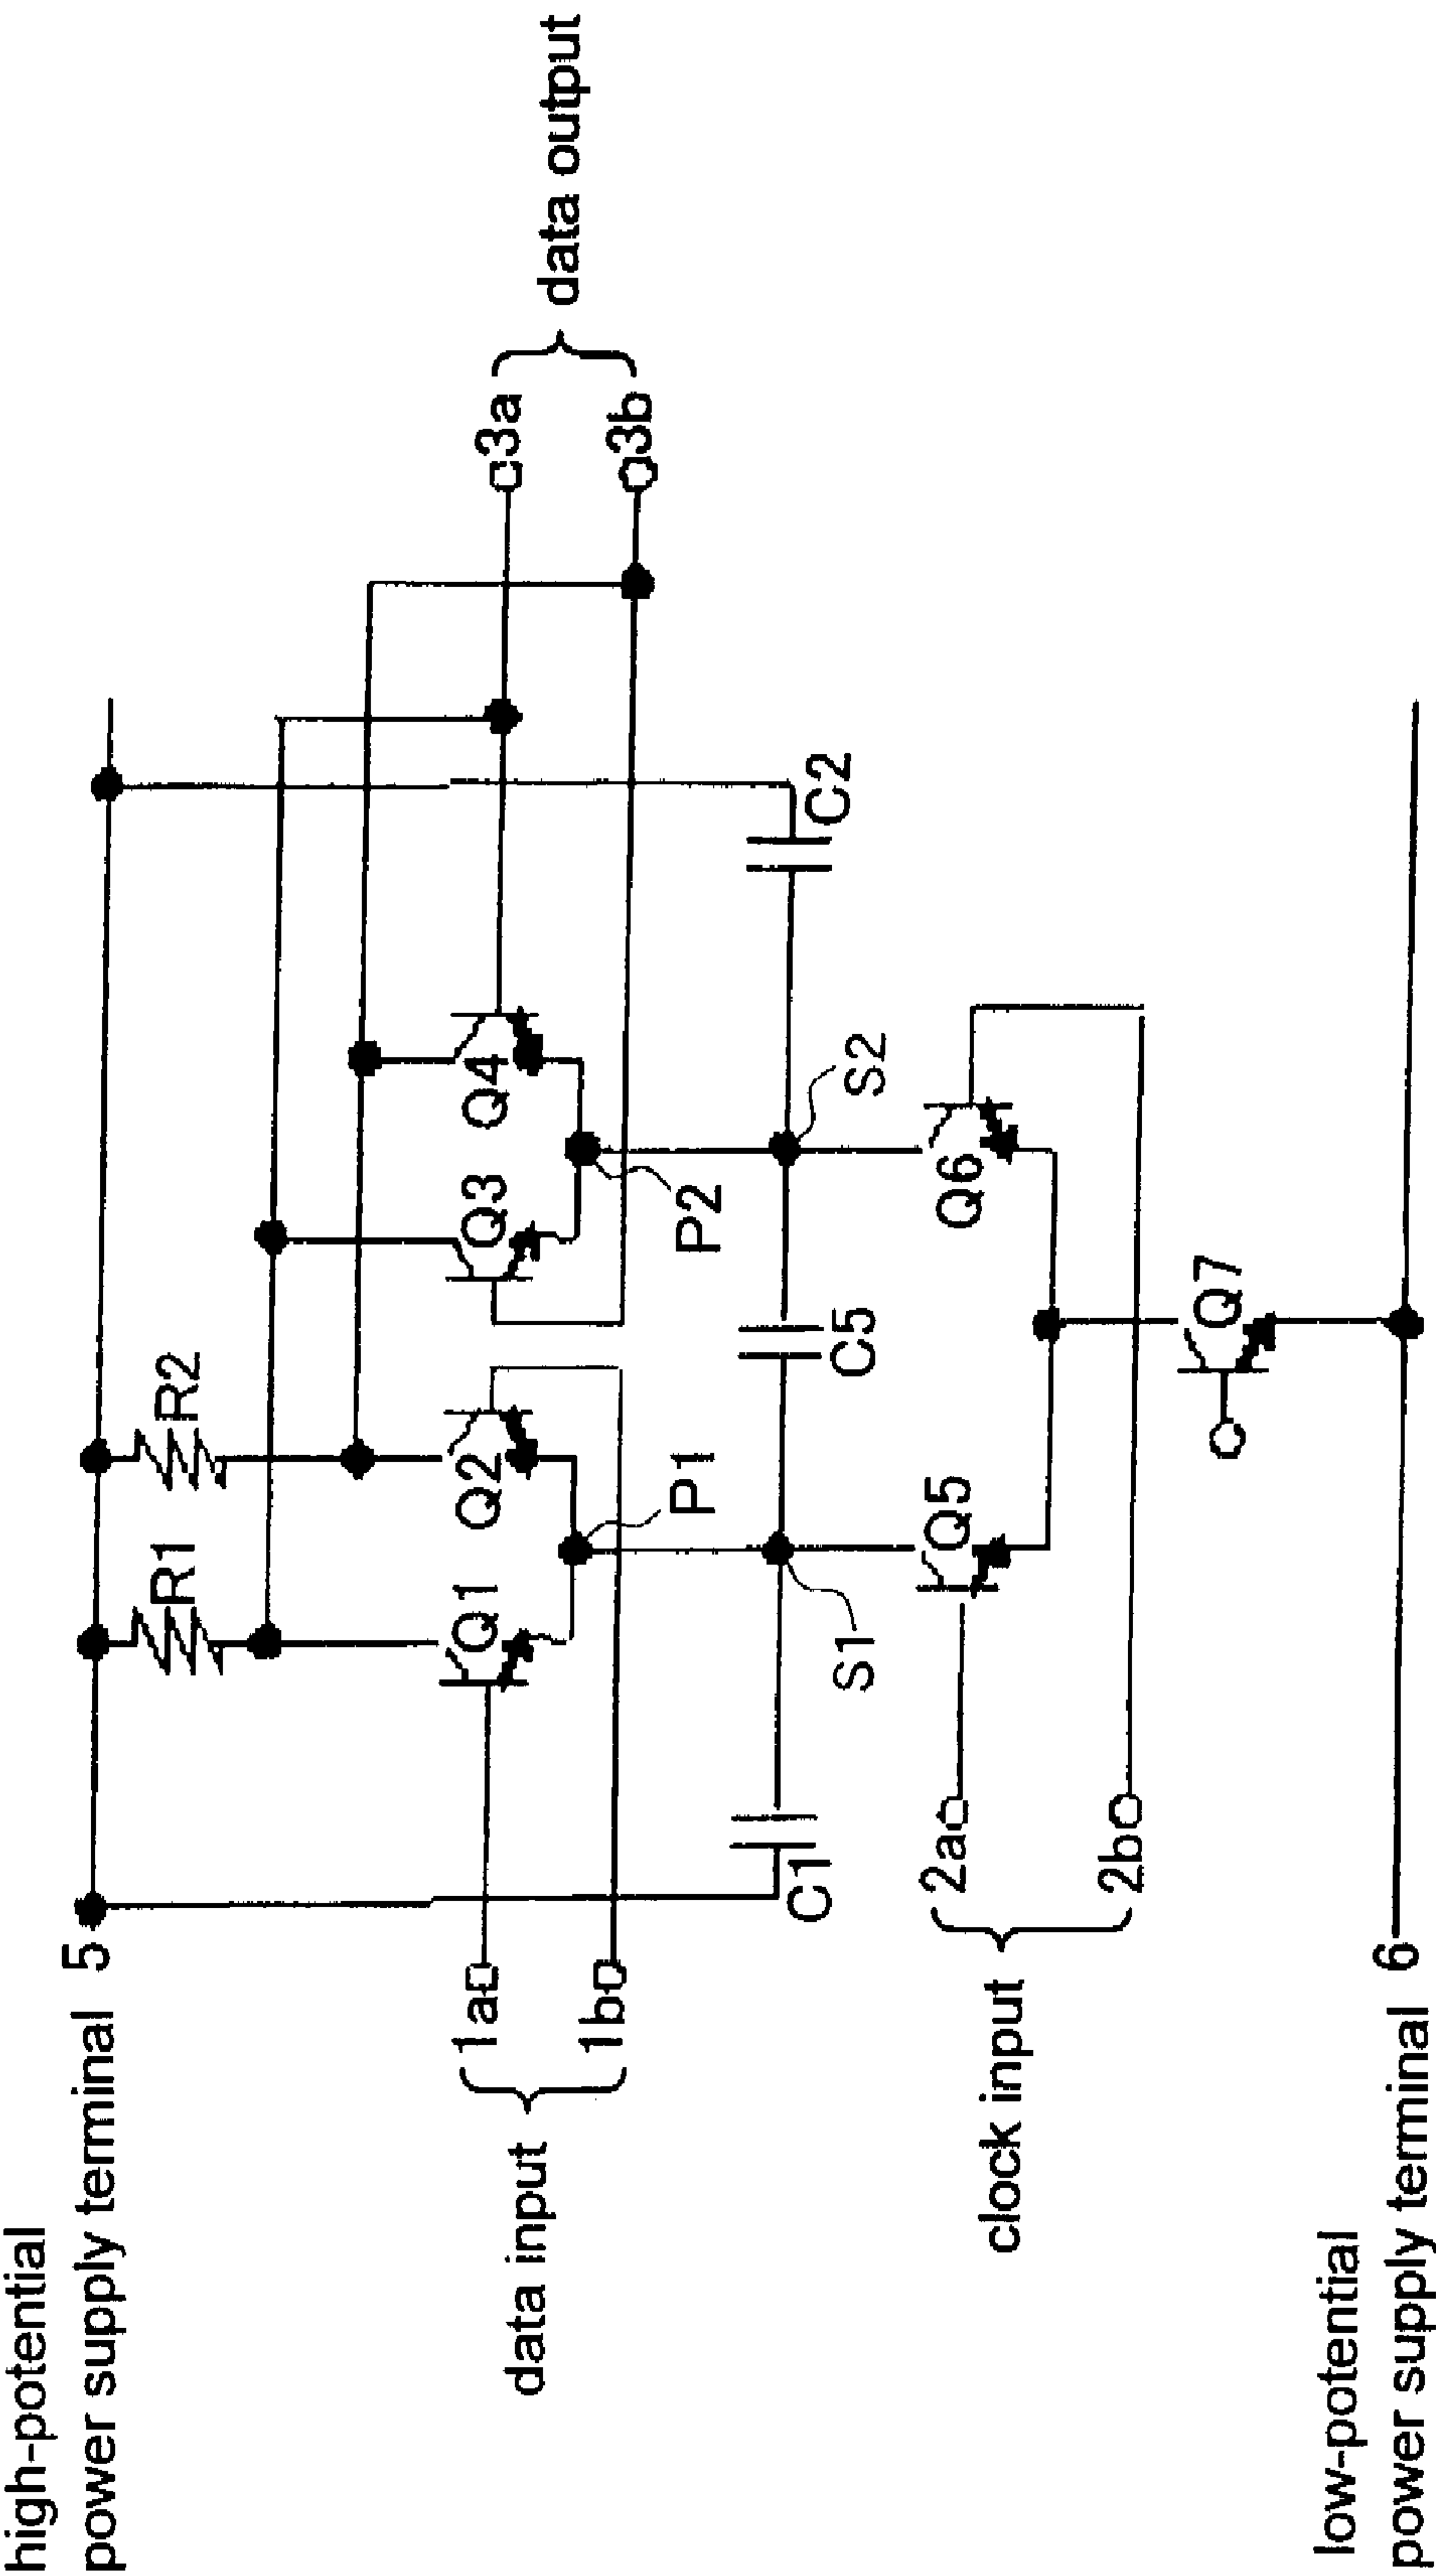 high-potential
power supply terminal 5
R1
R2
data input
1a
1b
Q1
Q2
Q3
Q4
3a
3b
data output
P1
P2
S1
S2
C1
C5
C2
clock input
2a
2b
Q5
Q6
Q7
low-potential
power supply terminal 6